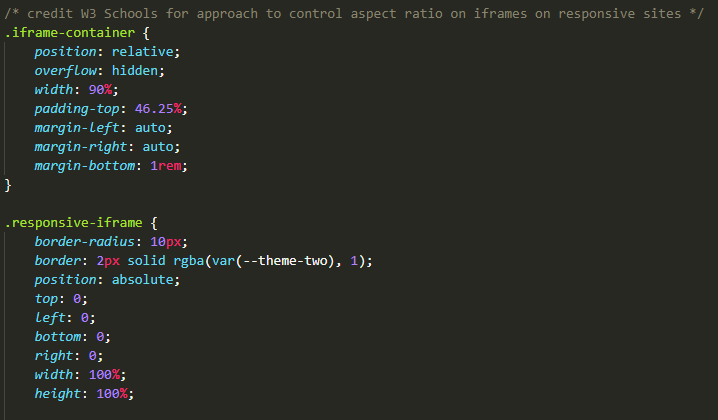 /* credit W3 Schools for approach to control aspect ratio on iframes on responsive sites */
.iframe-container {
    position: relative;
    overflow: hidden;
    width: 90%;
    padding-top: 46.25%;
    margin-left: auto;
    margin-right: auto;
    margin-bottom: 1rem;
}

.responsive-iframe {
    border-radius: 10px;
    border: 2px solid rgba(var(--theme-two), 1);
    position: absolute;
    top: 0;
    left: 0;
    bottom: 0;
    right: 0;
    width: 100%;
    height: 100%;